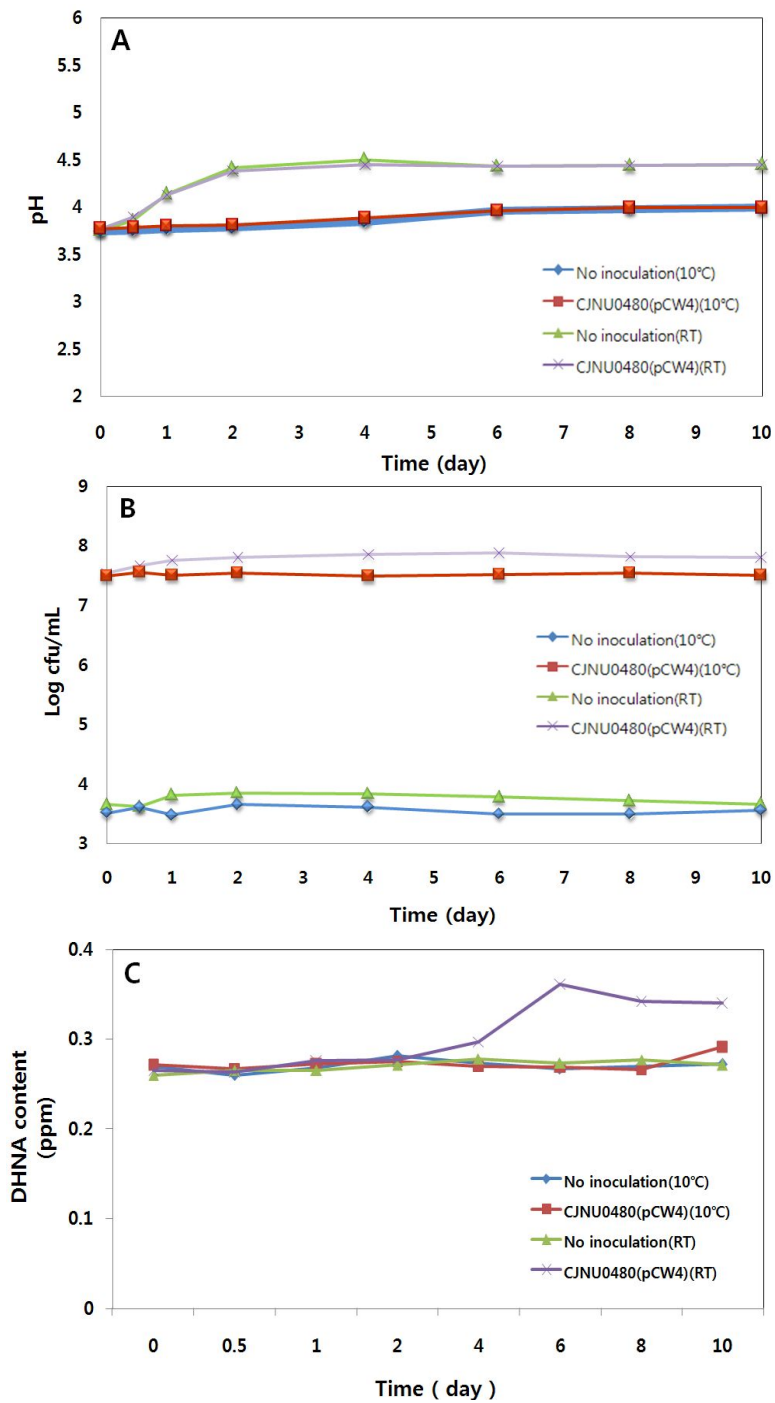 A
6
5.5
5
4.5
4
3.5
3
2.5
2
pH
No inoculation(10℃)
CJNU0480(pCW4)(10℃)
No inoculation(RT)
CJNU0480(pCW4)(RT)
0 1 2 3 4 5 6 7 8 9 10
Time (day)
B
9
8
7
6
5
4
3
Log cfu/mL
No inoculation(10℃)
CJNU0480(pCW4)(10℃)
No inoculation(RT)
CJNU0480(pCW4)(RT)
0 1 2 3 4 5 6 7 8 9 10
Time (day)
C
0.4
0.3
0.2
0.1
0
DHNA content
(ppm)
No inoculation(10℃)
CJNU0480(pCW4)(10℃)
No inoculation(RT)
CJNU0480(pCW4)(RT)
0 0.5 1 2 4 6 8 10
Time ( day )